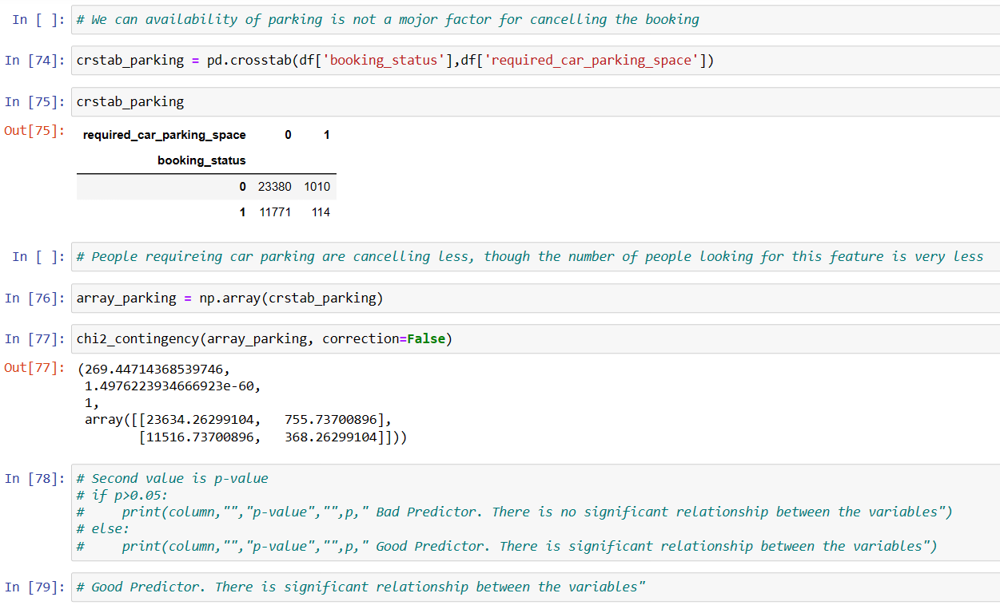 In [ ]: # We can availability of parking is not a mojor factor for cancelling the booking
In [74]: crstab_parking = pd.crosstab(df['booking_status'],df['required_car_parking_space'])
In [75]: crstab_parking
Out[75]:
required_car_parking_space 0 1
booking_status
0 23380 1010
1 11771 114
In [ ]: # People requireing car parking are cancelling less, though the number of people looking for this feature is very less
In [76]: array_parking = np.array(crstab_parking)
In [77]: chi2_contingency(array_parking, correction=False)
Out[77]: (269.44714368539746,
1.4976223934666923e-60,
1,
array([[23634.26299104, 755.73700896],
[11516.73700896, 368.26299104]]))
In [78]: # Second value is p-value
# if p>0.05:
#     print(column,"","p-value","",p," Bad Predictor. There is no significant relationship between the variables")
# else:
#     print(column,"","p-value","",p," Good Predictor. There is significant relationship between the variables")
In [79]: # Good Predictor. There is significant relationship between the variables"